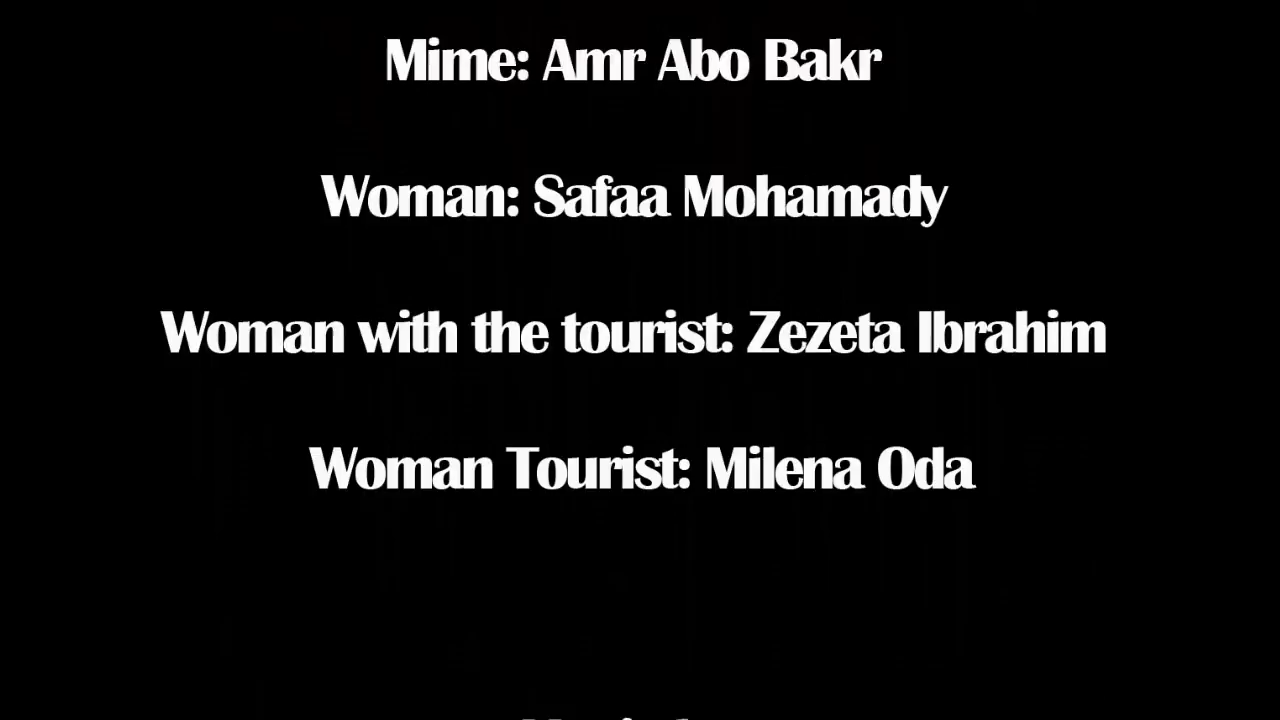 Mime: Amr Abo Bakr
Woman: Safaa Mohamady
Woman with the tourist: Zezeta Ibrahim
Woman Tourist: Milena Oda